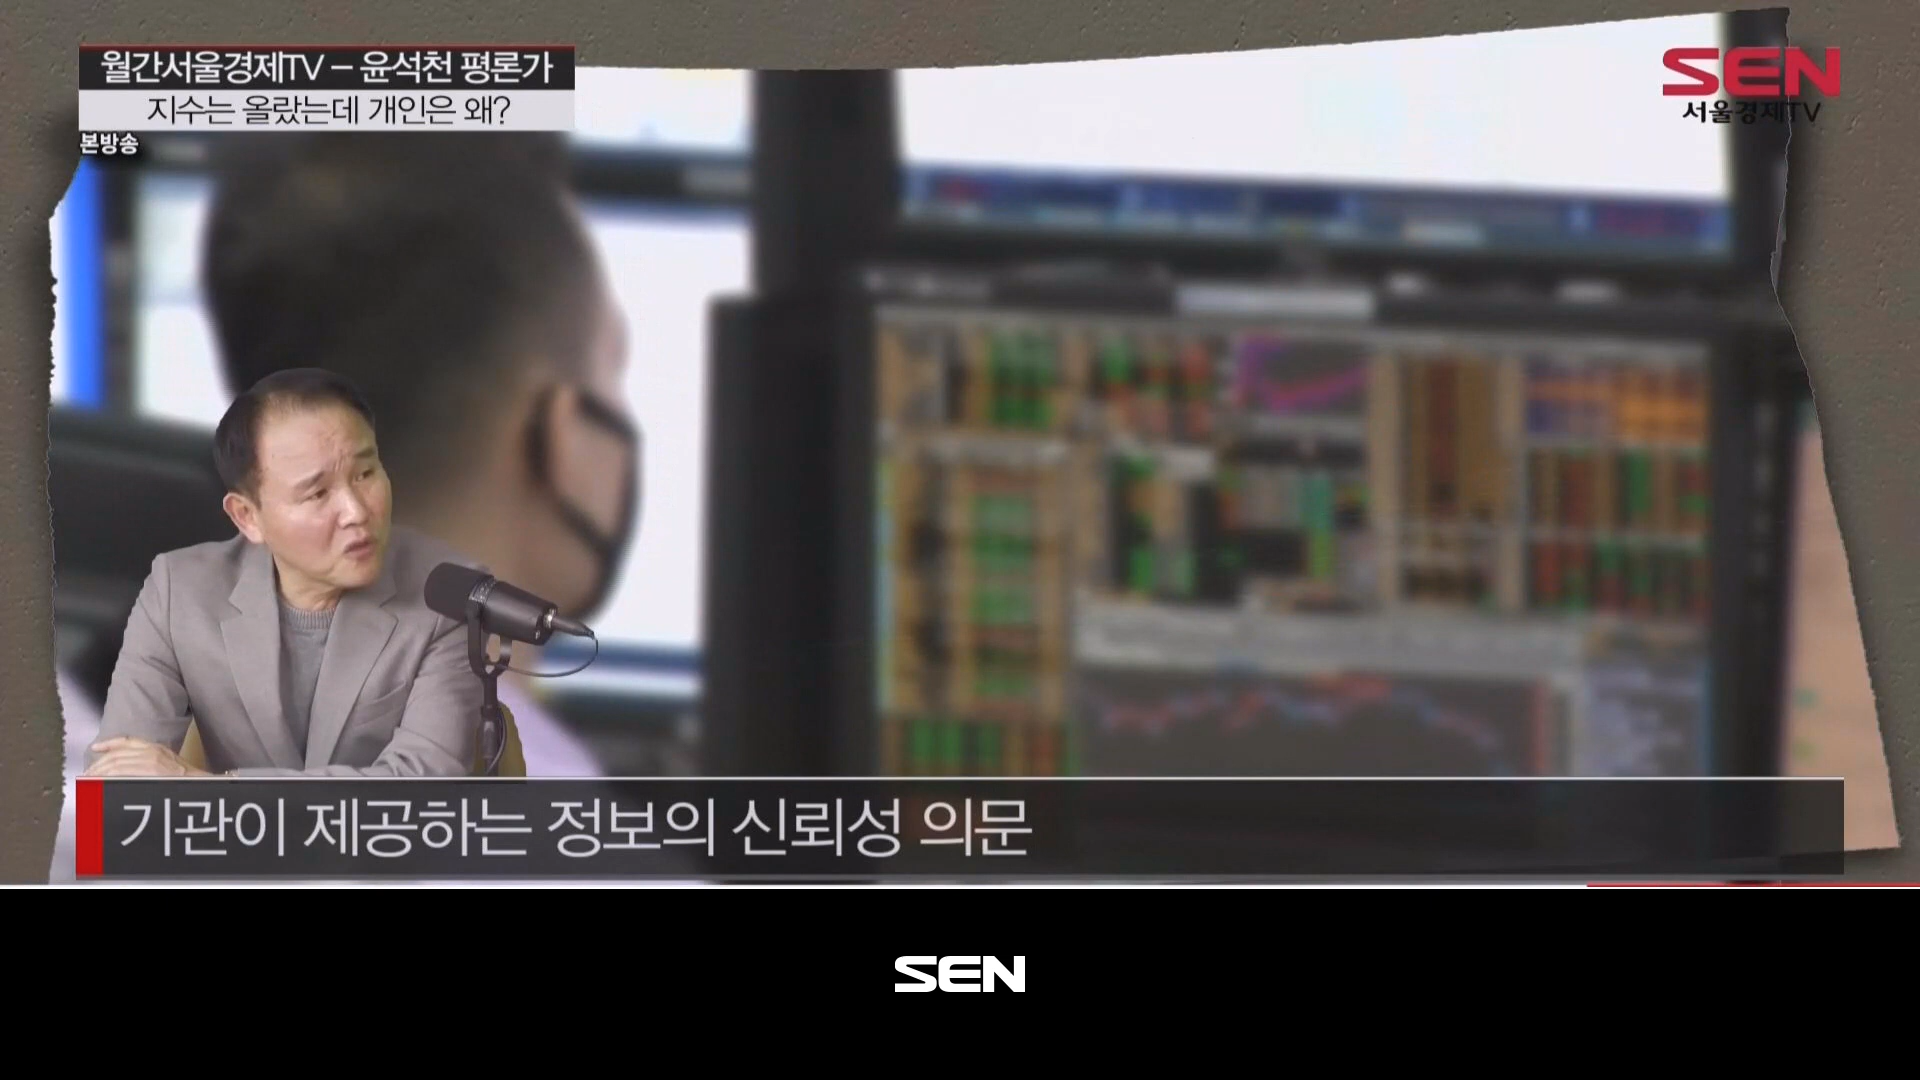 월간서울경제TV – 윤석천 평론가
지수는 올랐는데 개인은 왜?
본방송
SEN
서울경제TV
기관이 제공하는 정보의 신뢰성 의문
SEN